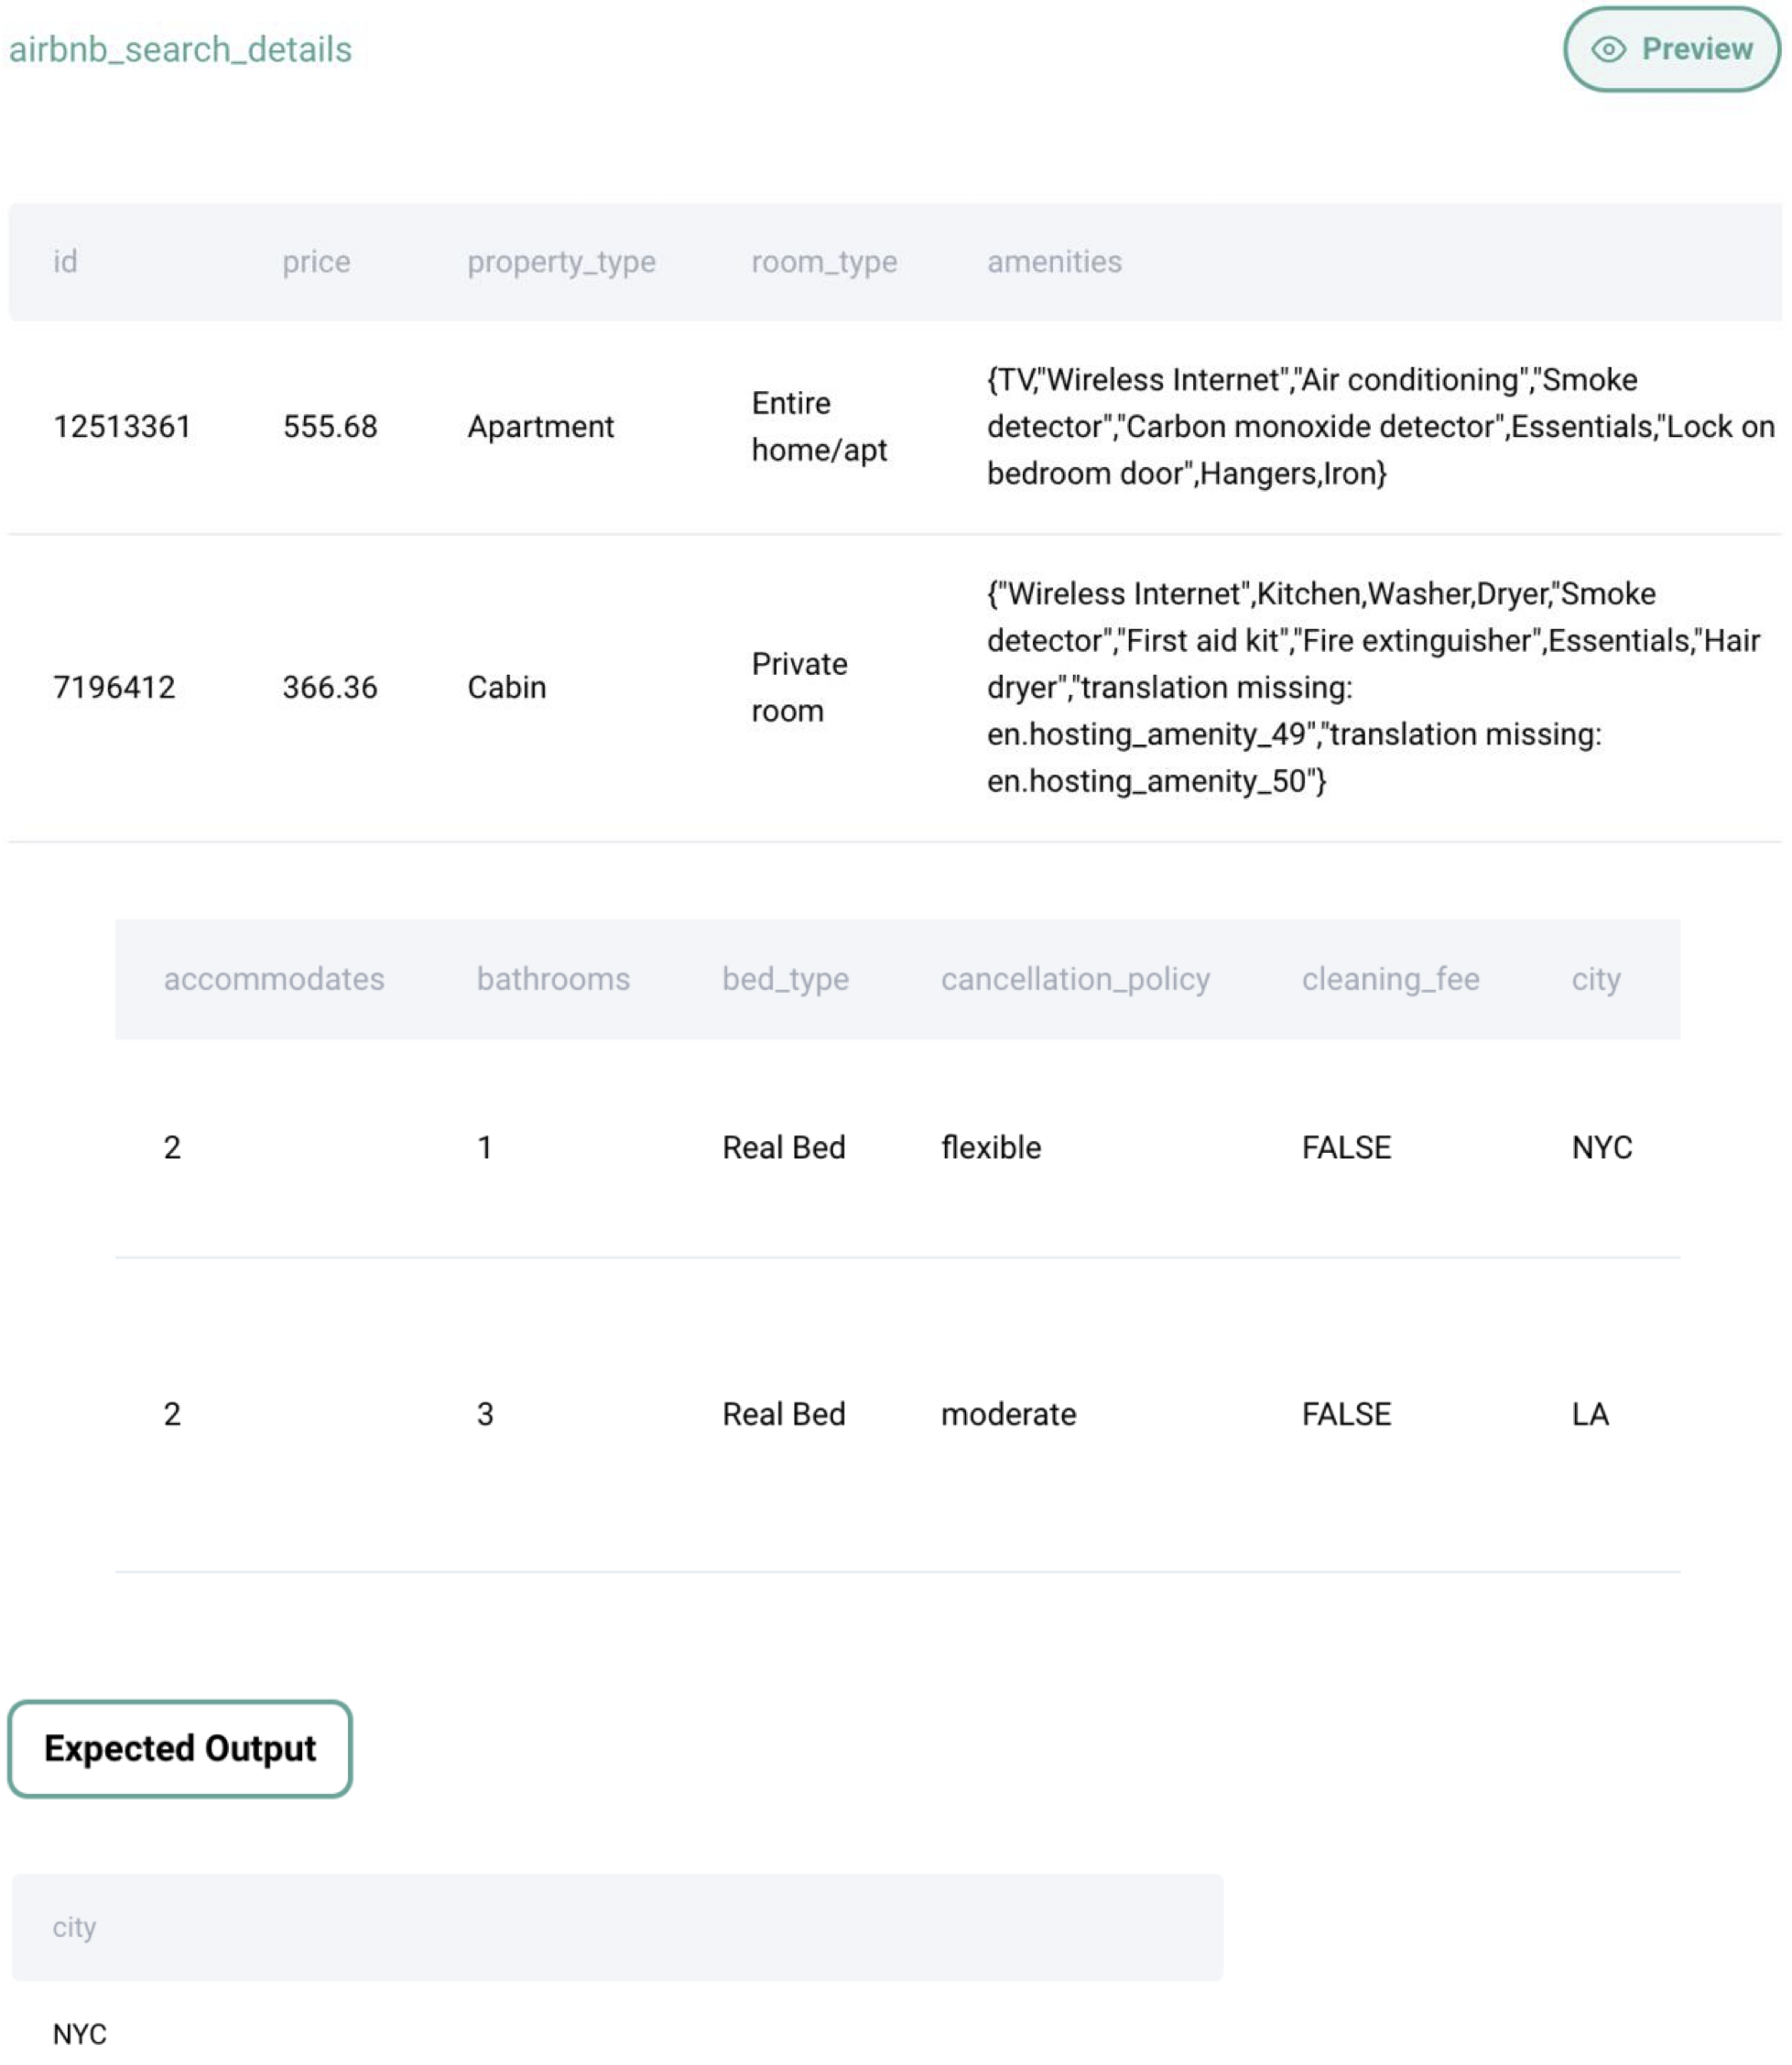 airbnb_search_details
Preview
id price property_type room_type amenities
12513361 555.68 Apartment Entire home/apt {TV,"Wireless Internet","Air conditioning","Smoke
detector","Carbon monoxide detector",Essentials,"Lock on
bedroom door",Hangers,Iron}
7196412 366.36 Cabin Private room {"Wireless Internet",Kitchen,Washer,Dryer,"Smoke
detector","First aid kit","Fire extinguisher",Essentials,"Hair
dryer","translation missing:
en.hosting_amenity_49","translation missing:
en.hosting_amenity_50"}
accommodates bathrooms bed_type cancellation_policy cleaning_fee city
2 1 Real Bed flexible FALSE NYC
2 3 Real Bed moderate FALSE LA
Expected Output
city
NYC